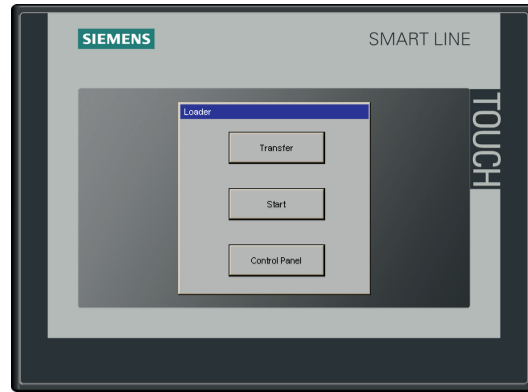 SIEMENS
SMART LINE
TOUCH
Loader
Transfer
Start
Control Panel